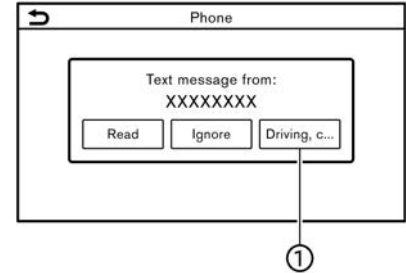 Phone
Text message from:
XXXXXXXX
Read Ignore Driving, c...
1